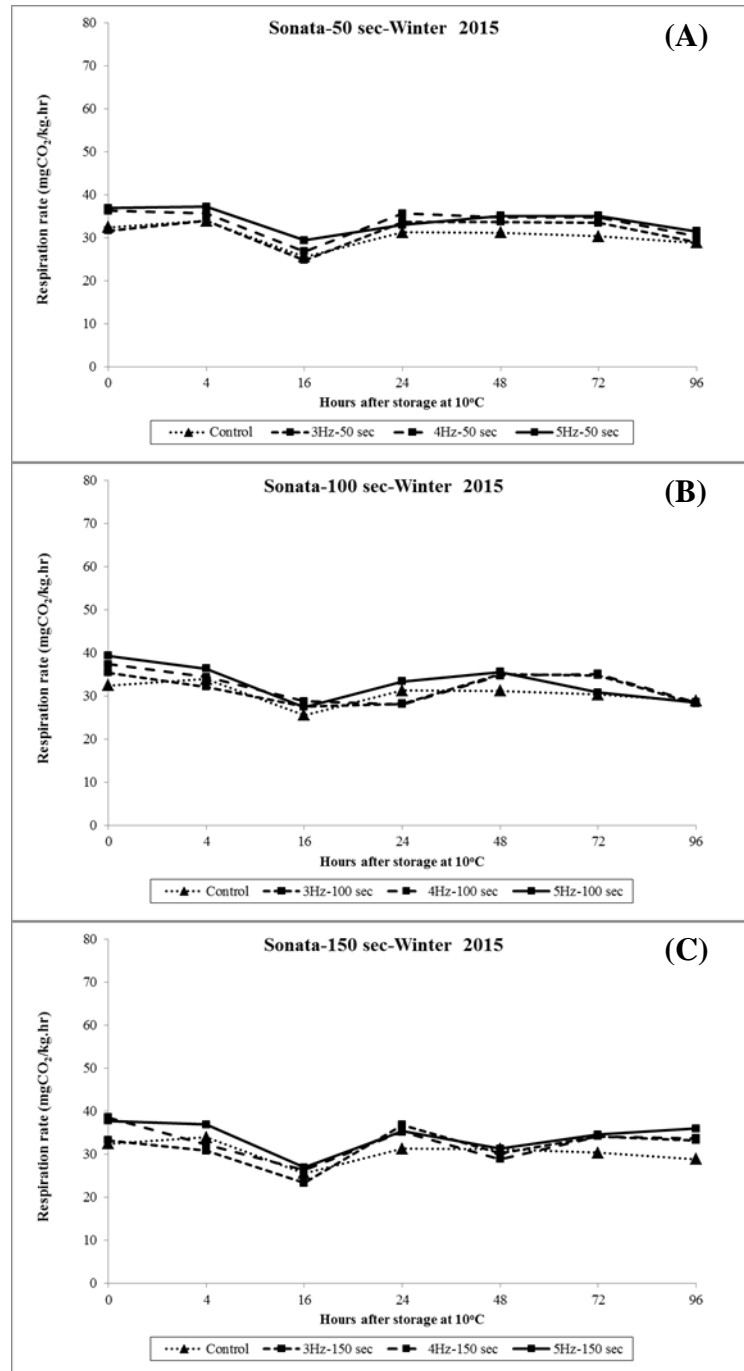 Sonata-50 sec-Winter 2015
(A)
Respiration rate (mgCO₂/kg.hr)
80
70
60
50
40
30
20
10
0
0 4 16 24 48 72 96
Hours after storage at 10°C
Control 3Hz-50 sec 4Hz-50 sec 5Hz-50 sec
Sonata-100 sec-Winter 2015
(B)
Respiration rate (mgCO₂/kg.hr)
80
70
60
50
40
30
20
10
0
0 4 16 24 48 72 96
Hours after storage at 10°C
Control 3Hz-100 sec 4Hz-100 sec 5Hz-100 sec
Sonata-150 sec-Winter 2015
(C)
Respiration rate (mgCO₂/kg.hr)
80
70
60
50
40
30
20
10
0
0 4 16 24 48 72 96
Hours after storage at 10°C
Control 3Hz-150 sec 4Hz-150 sec 5Hz-150 sec